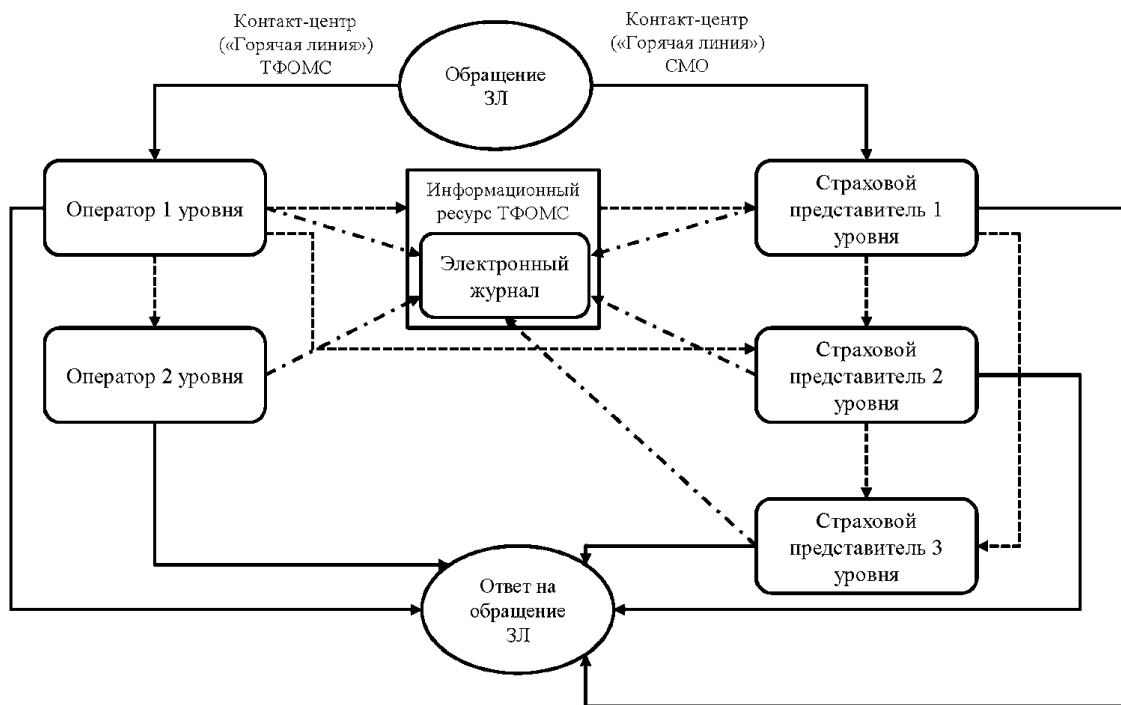 Контакт-центр
(«Горячая линия»)
ТФОМС
Обращение
ЗЛ
Контакт-центр
(«Горячая линия»)
СМО
Оператор 1 уровня
Информационный
ресурс ТФОМС
Электронный
журнал
Страховой
представитель 1
уровня
Оператор 2 уровня
Страховой
представитель 2
уровня
Страховой
представитель 3
уровня
Ответ на
обращение
ЗЛ